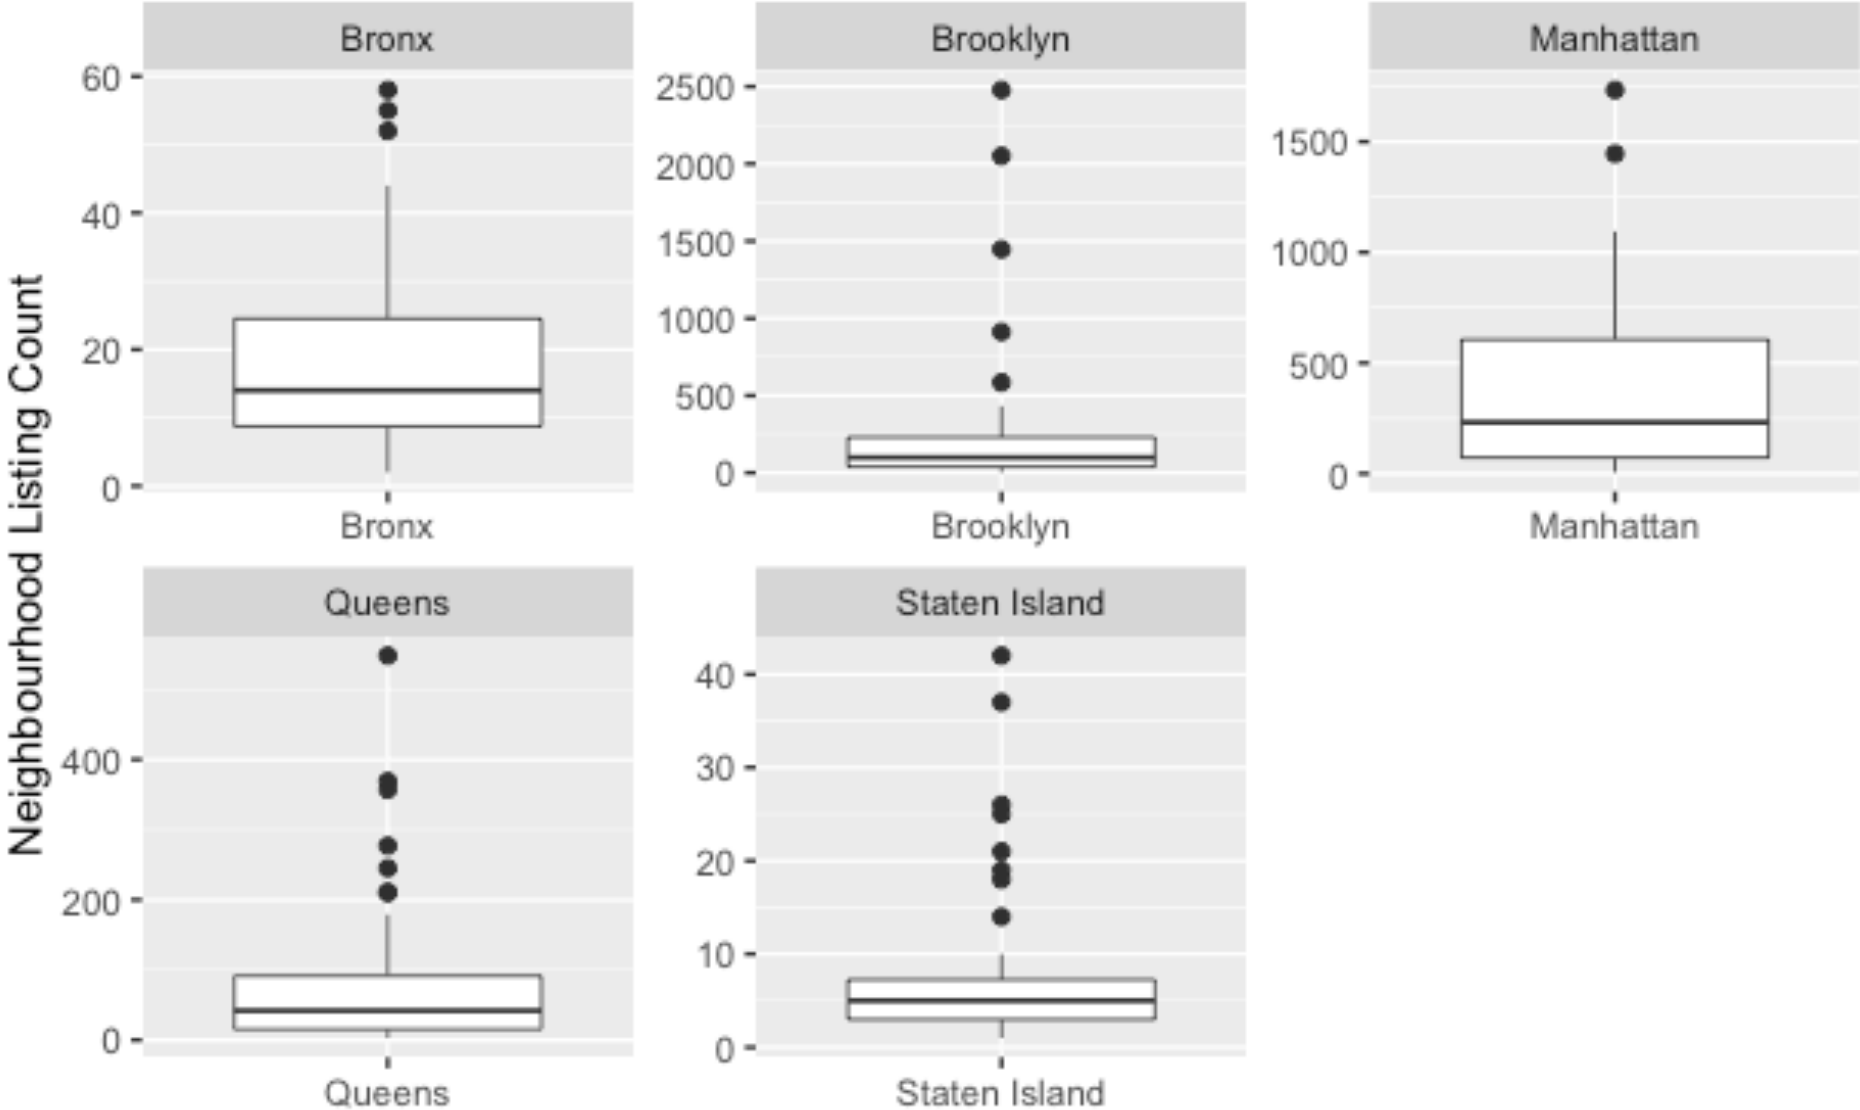 Neighbourhood Listing Count
Bronx
60
40
20
0
Bronx
Brooklyn
2500
2000
1500
1000
500
0
Brooklyn
Manhattan
1500
1000
500
0
Manhattan
Queens
400
200
0
Queens
Staten Island
40
30
20
10
0
Staten Island